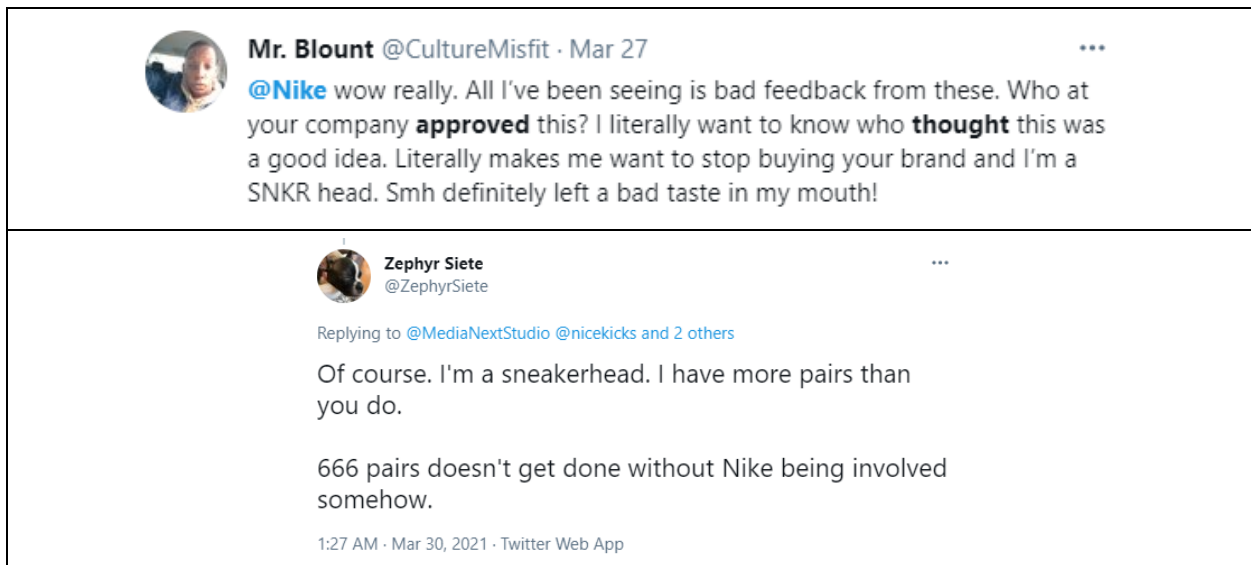 Mr. Blount @CultureMisfit · Mar 27
@Nike wow really. All I've been seeing is bad feedback from these. Who at
your company approved this? I literally want to know who thought this was
a good idea. Literally makes me want to stop buying your brand and I'm a
SNKR head. Smh definitely left a bad taste in my mouth!
Zephyr Siete
@ZephyrSiete
Replying to @MediaNextStudio @nicekicks and 2 others
Of course. I'm a sneakerhead. I have more pairs than
you do.
666 pairs doesn't get done without Nike being involved
somehow.
1:27 AM · Mar 30, 2021 · Twitter Web App